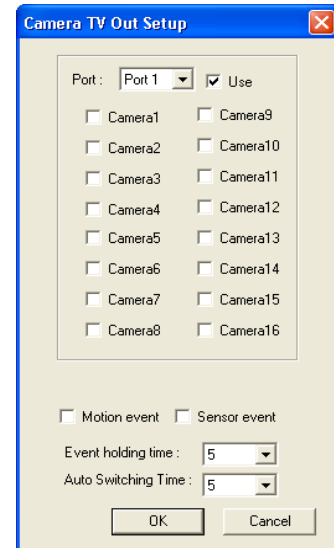 Camera TV Out Setup
Port : Port 1 Use
Camera1 Camera9
Camera2 Camera10
Camera3 Camera11
Camera4 Camera12
Camera5 Camera13
Camera6 Camera14
Camera7 Camera15
Camera8 Camera16
Motion event Sensor event
Event holding time : 5
Auto Switching Time : 5
OK Cancel